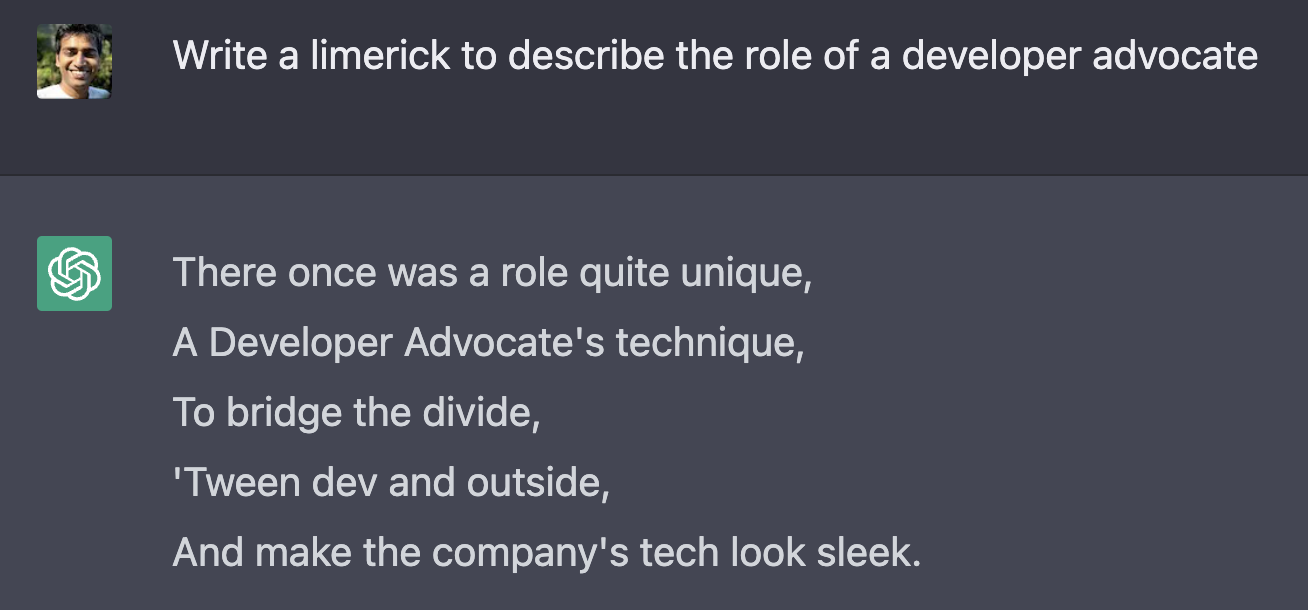 Write a limerick to describe the role of a developer advocate
There once was a role quite unique,
A Developer Advocate's technique,
To bridge the divide,
'Tween dev and outside,
And make the company's tech look sleek.